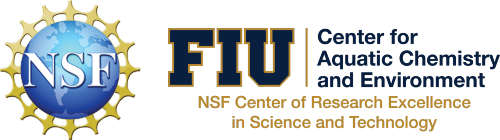 NSF
FIU
Center for
Aquatic Chemistry
and Environment
NSF Center of Research Excellence
in Science and Technology